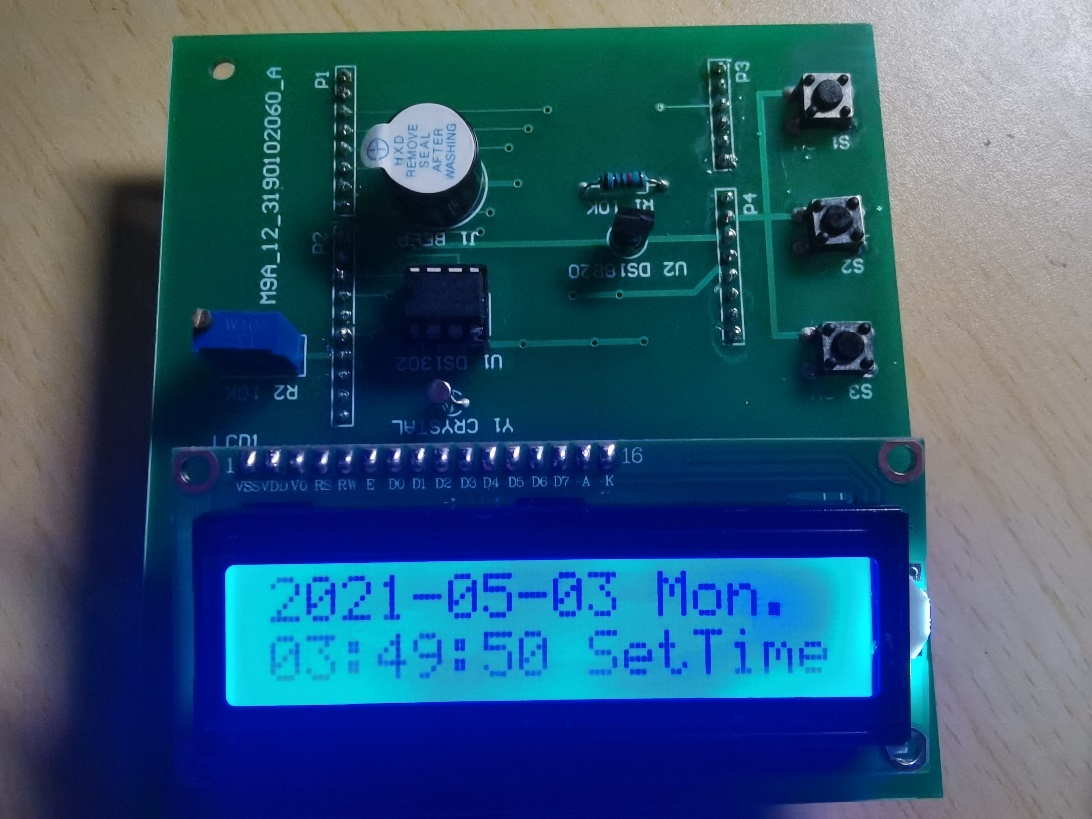 M9A_12_3190102060_A
P1
HXD
REMOVE
SEAL
AFTER
WASHING
P3
S1
R1 10K
P2
J1 BEEP
P4
S2
U2 DS18B20
U1 DS1302
R2 10K
Y1 CRYSTAL
S3
1
16
VSS VDD V0 RS RW E D0 D1 D2 D3 D4 D5 D6 D7 A K
2021-05-03 Mon.
03:49:50 SetTime